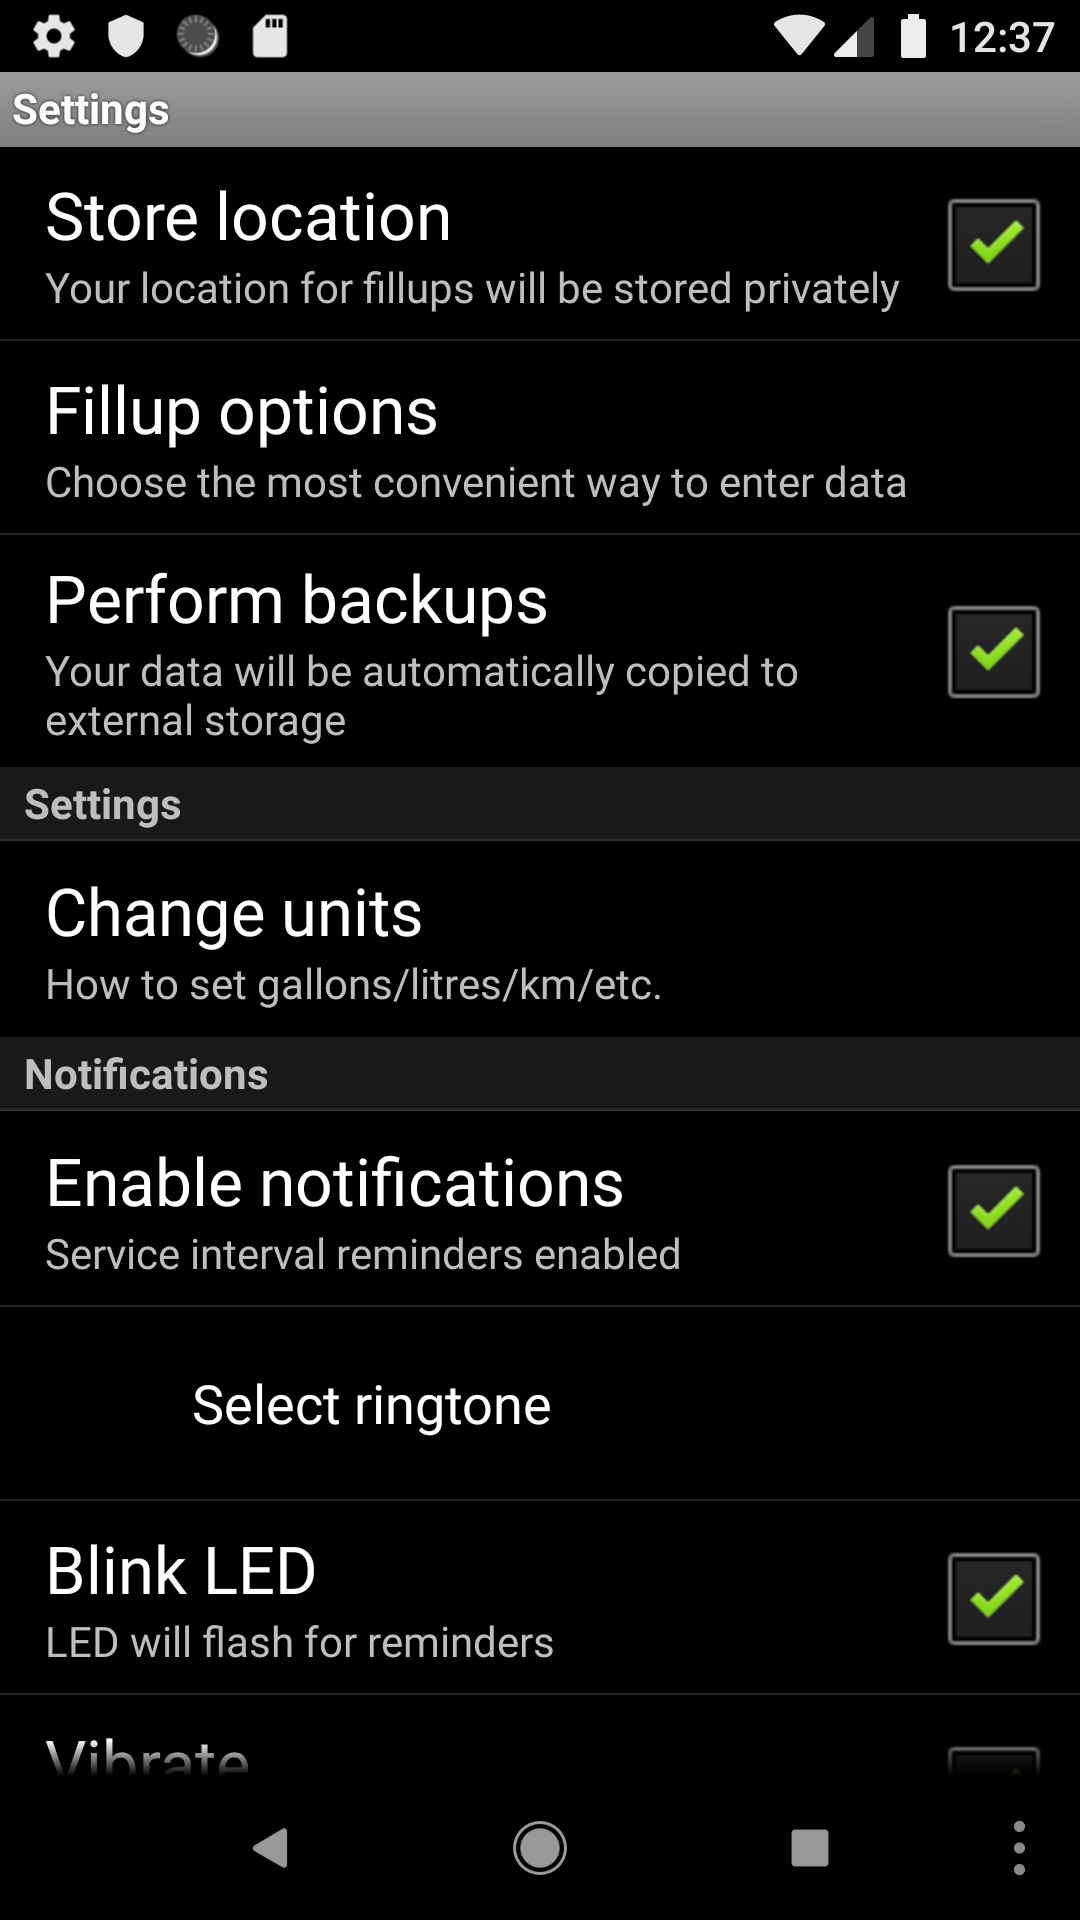 12:37
Settings
Store location
Your location for fillups will be stored privately
Fillup options
Choose the most convenient way to enter data
Perform backups
Your data will be automatically copied to
external storage
Settings
Change units
How to set gallons/litres/km/etc.
Notifications
Enable notifications
Service interval reminders enabled
Select ringtone
Blink LED
LED will flash for reminders
Vibrate